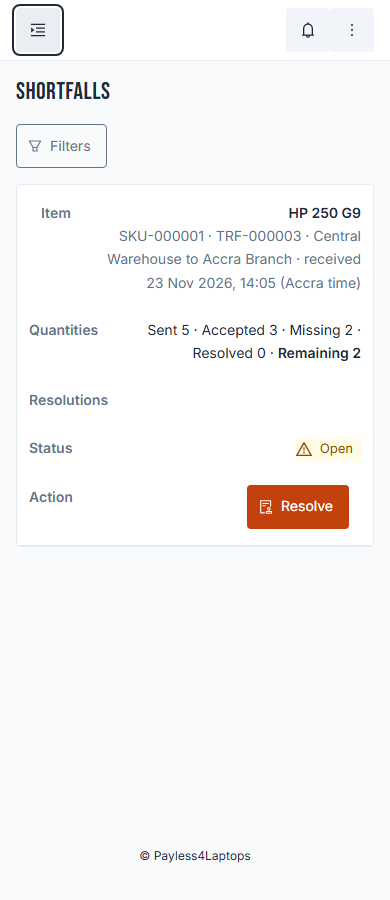 SHORTFALLS
Filters
Item
HP 250 G9
SKU-000001 · TRF-000003 · Central
Warehouse to Accra Branch · received
23 Nov 2026, 14:05 (Accra time)
Quantities
Sent 5 · Accepted 3 · Missing 2 ·
Resolved 0 · Remaining 2
Resolutions
Status
Open
Action
Resolve
© Payless4Laptops